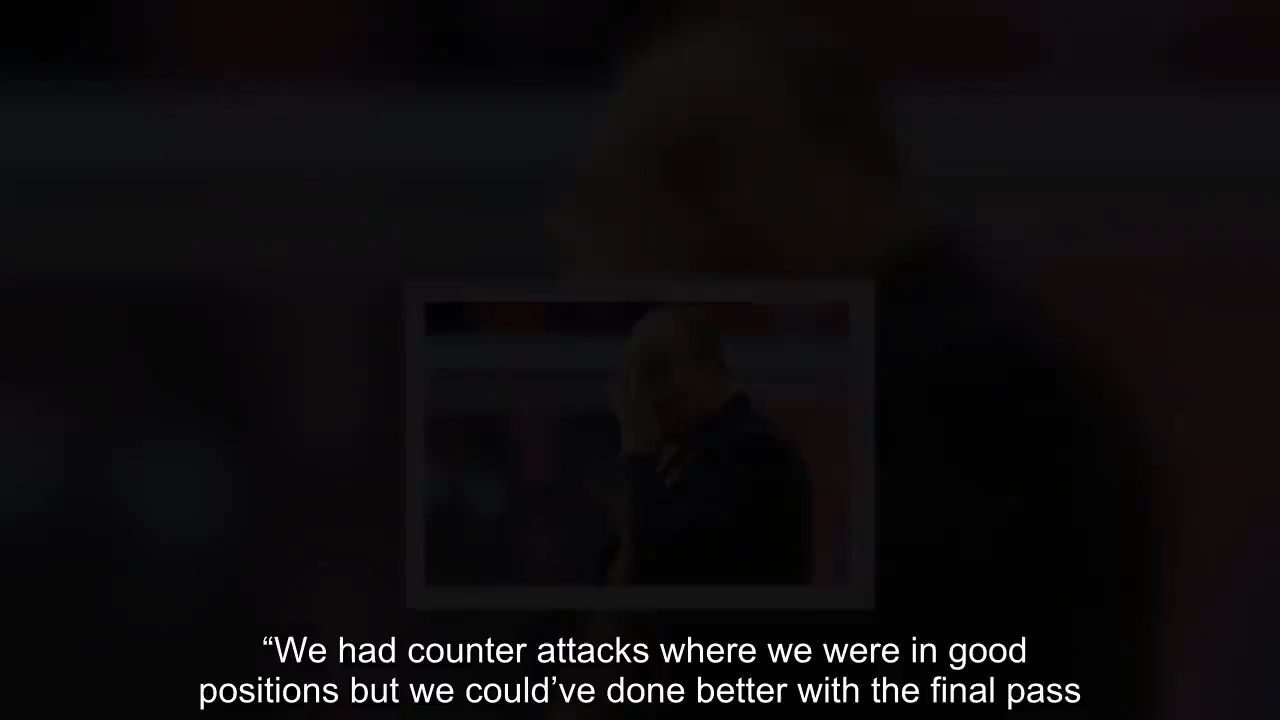 “We had counter attacks where we were in good
positions but we could’ve done better with the final pass